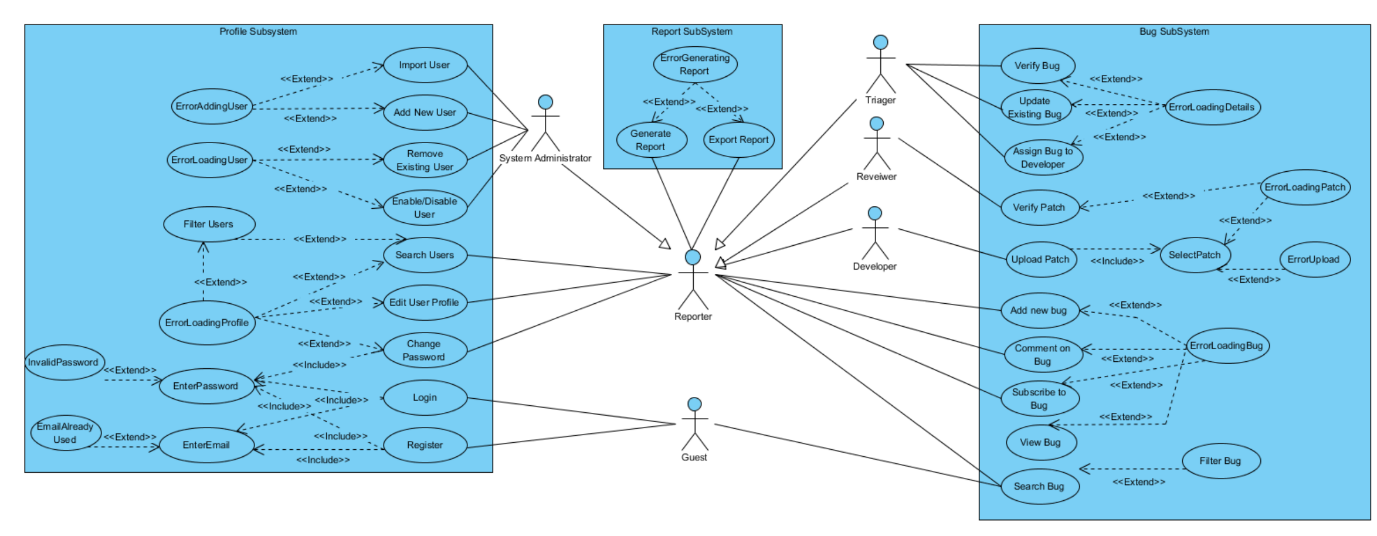 Profile Subsystem
Import User
<<Extend>>
ErrorAddingUser
<<Extend>>
Add New User
ErrorLoadingUser
<<Extend>>
Remove
Existing User
<<Extend>>
Enable/Disable
User
Filter Users
<<Extend>>
Search Users
<<Extend>>
<<Extend>>
<<Extend>>
Edit User Profile
ErrorLoadingProfile
<<Extend>>
Change
Password
InvalidPassword
<<Extend>>
EnterPassword
<<Include>>
<<Include>>
<<Include>>
Login
EmailAlready
Used
<<Extend>>
EnterEmail
<<Include>>
<<Include>>
Register
System Administrator
Report SubSystem
ErrorGenerating
Report
<<Extend>>
<<Extend>>
Generate
Report
Export Report
Reporter
Guest
Triager
Reveiwer
Developer
Bug SubSystem
Verify Bug
<<Extend>>
Update
Existing Bug
<<Extend>>
ErrorLoadingDetails
<<Extend>>
Assign Bug to
Developer
ErrorLoadingPatch
<<Extend>>
Verify Patch
<<Extend>>
Upload Patch
<<Include>>
SelectPatch
ErrorUpload
<<Extend>>
Add new bug
<<Extend>>
ErrorLoadingBug
Comment on
Bug
<<Extend>>
Subscribe to
Bug
<<Extend>>
<<Extend>>
View Bug
Filter Bug
Search Bug
<<Extend>>